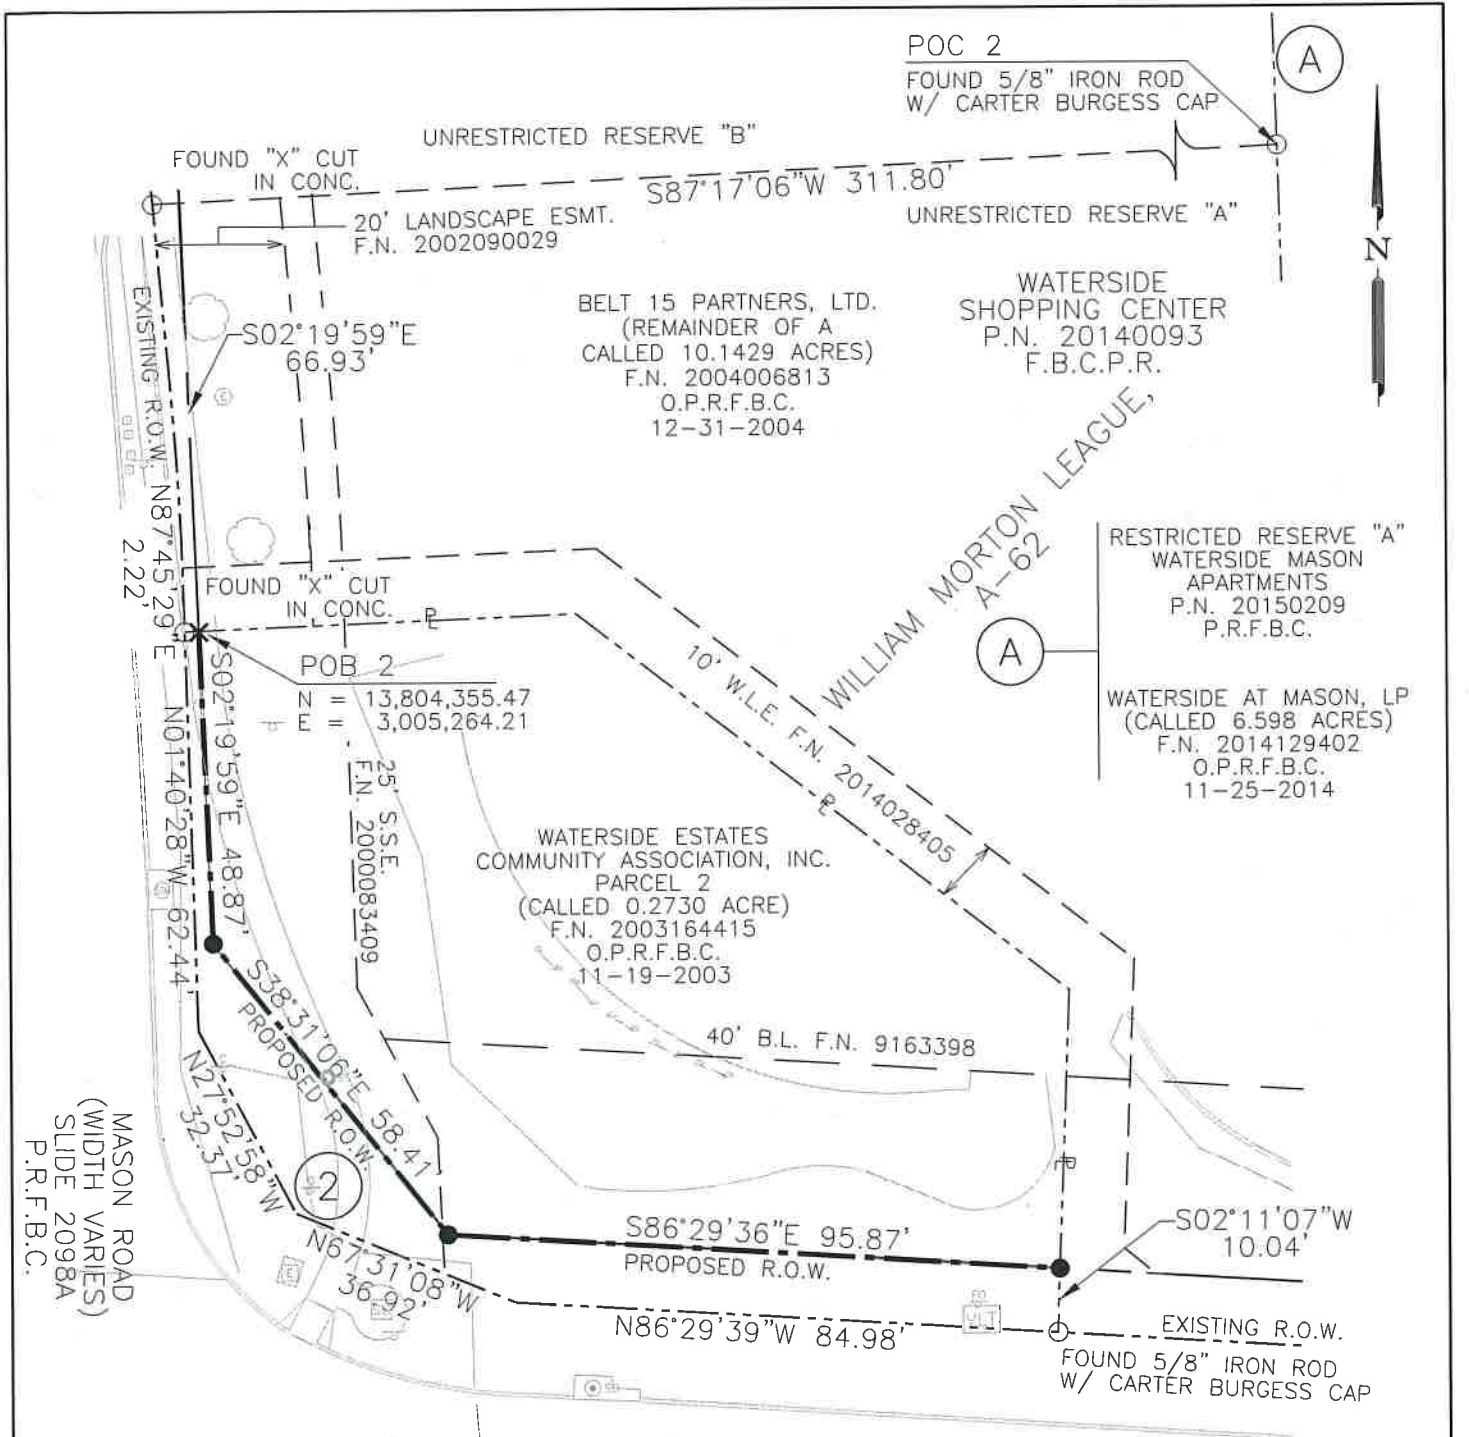 POC 2
FOUND 5/8" IRON ROD
W/ CARTER BURGESS CAP
A
UNRESTRICTED RESERVE "B"
FOUND "X" CUT
IN CONC.
S87°17'06"W 311.80'
UNRESTRICTED RESERVE "A"
20' LANDSCAPE ESMT.
F.N. 2002090029
N
WATERSIDE
SHOPPING CENTER
P.N. 20140093
F.B.C.P.R.
BELT 15 PARTNERS, LTD.
(REMAINDER OF A
CALLED 10.1429 ACRES)
F.N. 2004006813
O.P.R.F.B.C.
12-31-2004
EXISTING R.O.W.
S02°19'59"E
66.93'
N87°45'29"E
2.22'
WILLIAM MORTON LEAGUE,
A-62
RESTRICTED RESERVE "A"
WATERSIDE MASON
APARTMENTS
P.N. 20150209
P.R.F.B.C.
A
WATERSIDE AT MASON, LP
(CALLED 6.598 ACRES)
F.N. 2014129402
O.P.R.F.B.C.
11-25-2014
FOUND "X" CUT
IN CONC.
PL
POB 2
N = 13,804,355.47
E = 3,005,264.21
10' W.L.E. F.N. 2014028405
PL
S02°19'59"E 48.87'
N01°40'28"W 62.44'
25' S.S.E.
F.N. 2000083409
WATERSIDE ESTATES
COMMUNITY ASSOCIATION, INC.
PARCEL 2
(CALLED 0.2730 ACRE)
F.N. 2003164415
O.P.R.F.B.C.
11-19-2003
40' B.L. F.N. 9163398
S38°31'06"E 58.41'
PROPOSED R.O.W.
N27°52'58"W
32.37'
2
MASON ROAD
(WIDTH VARIES)
SLIDE 2098A
P.R.F.B.C.
N67°31'08"W
36.92'
S86°29'36"E 95.87'
PROPOSED R.O.W.
S02°11'07"W
10.04'
FO
VLT
N86°29'39"W 84.98'
EXISTING R.O.W.
FOUND 5/8" IRON ROD
W/ CARTER BURGESS CAP